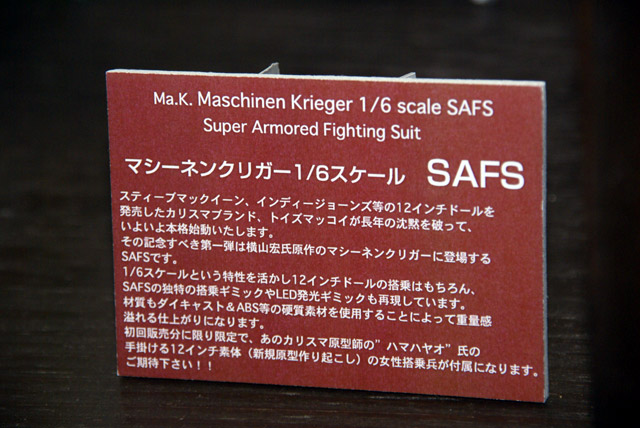 Ma.K. Maschinen Krieger 1/6 scale SAFS
Super Armored Fighting Suit
マシーネンクリガー1/6スケール SAFS
スティーブマックイーン、インディージョーンズ等の12インチドールを
発売したカリスマブランド、トイズマッコイが長年の沈黙を破って、
いよいよ本格始動いたします。
その記念すべき第一弾は横山宏氏原作のマシーネンクリガーに登場する
SAFSです。
1/6スケールという特性を活かし12インチドールの搭乗はもちろん、
SAFSの独特の搭乗ギミックやLED発光ギミックも再現しています。
材質もダイキャスト＆ABS等の硬質素材を使用することによって重量感
溢れる仕上がりになります。
初回販売分に限り限定で、あのカリスマ原型師の”ハマハヤオ”氏の
手掛ける12インチ素体（新規原型作り起こし）の女性搭乗兵が付属になります。
ご期待下さい！！